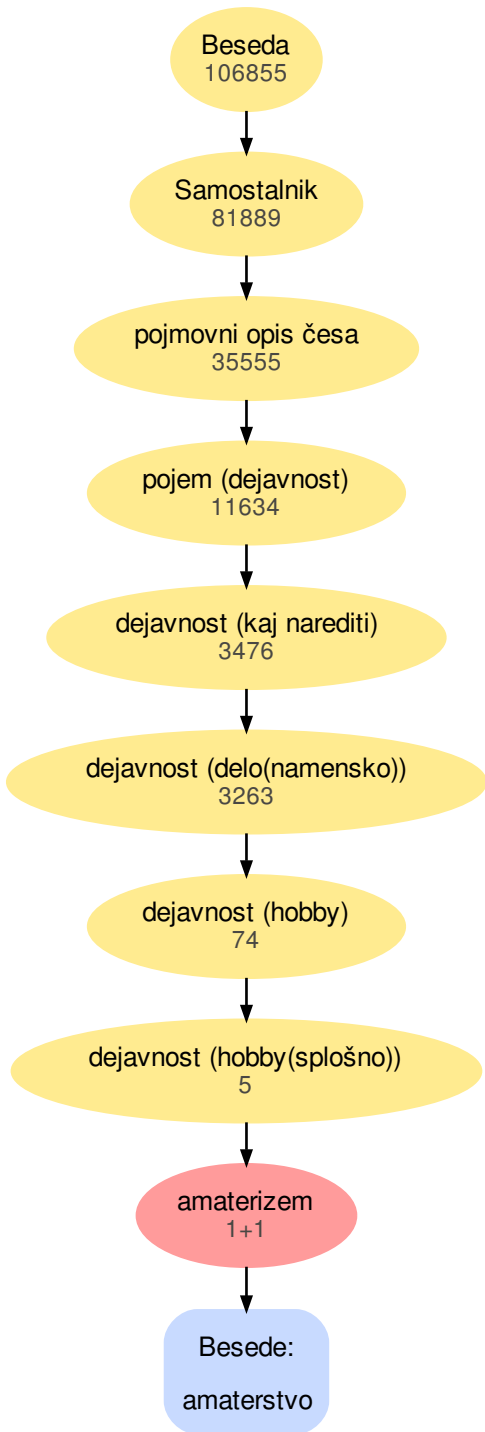 Beseda
106855
Samostalnik
81889
pojmovni opis česa
35555
pojem (dejavnost)
11634
dejavnost (kaj narediti)
3476
dejavnost (delo(namensko))
3263
dejavnost (hobby)
74
dejavnost (hobby(splošno))
5
amaterizem
1+1
Besede:
amaterstvo